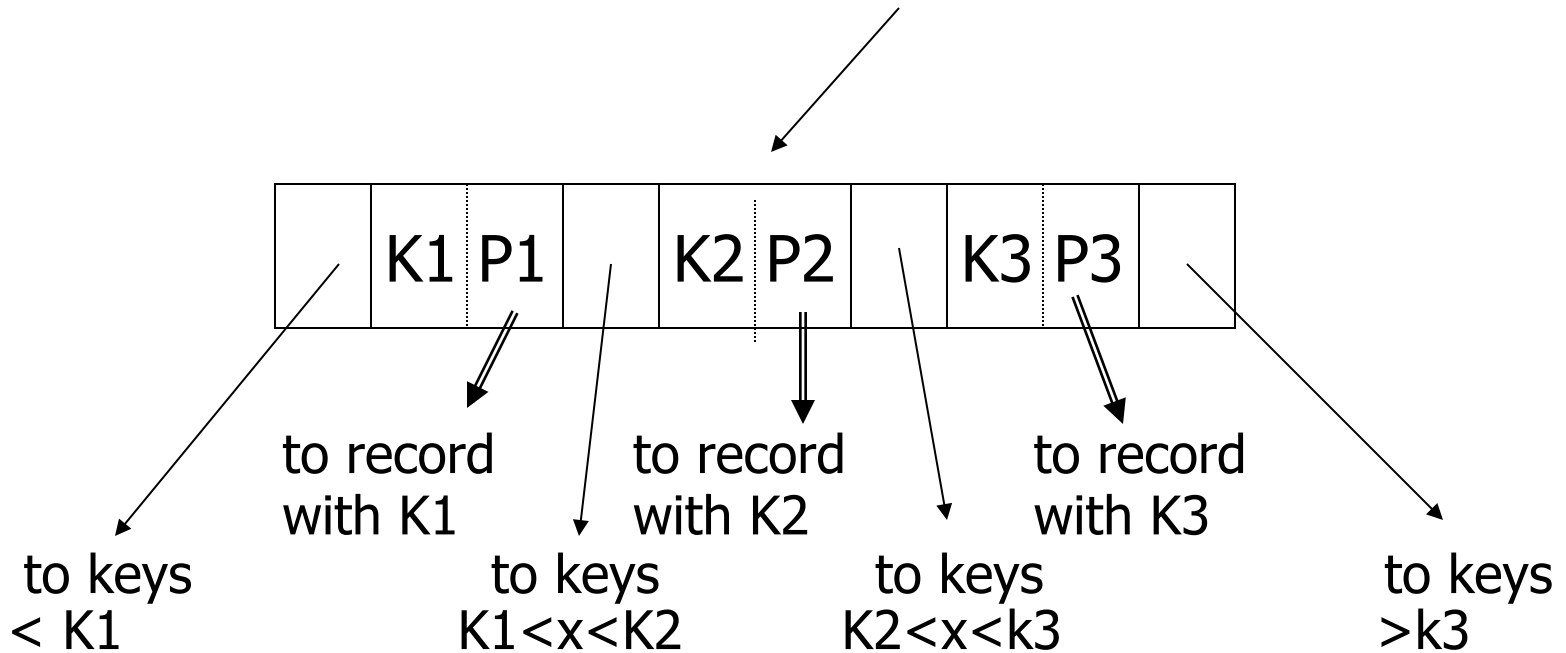 K1 P1 K2 P2 K3 P3
to record
with K1
to record
with K2
to record
with K3
to keys
< K1
to keys
K1<x<K2
to keys
K2<x<k3
to keys
>k3